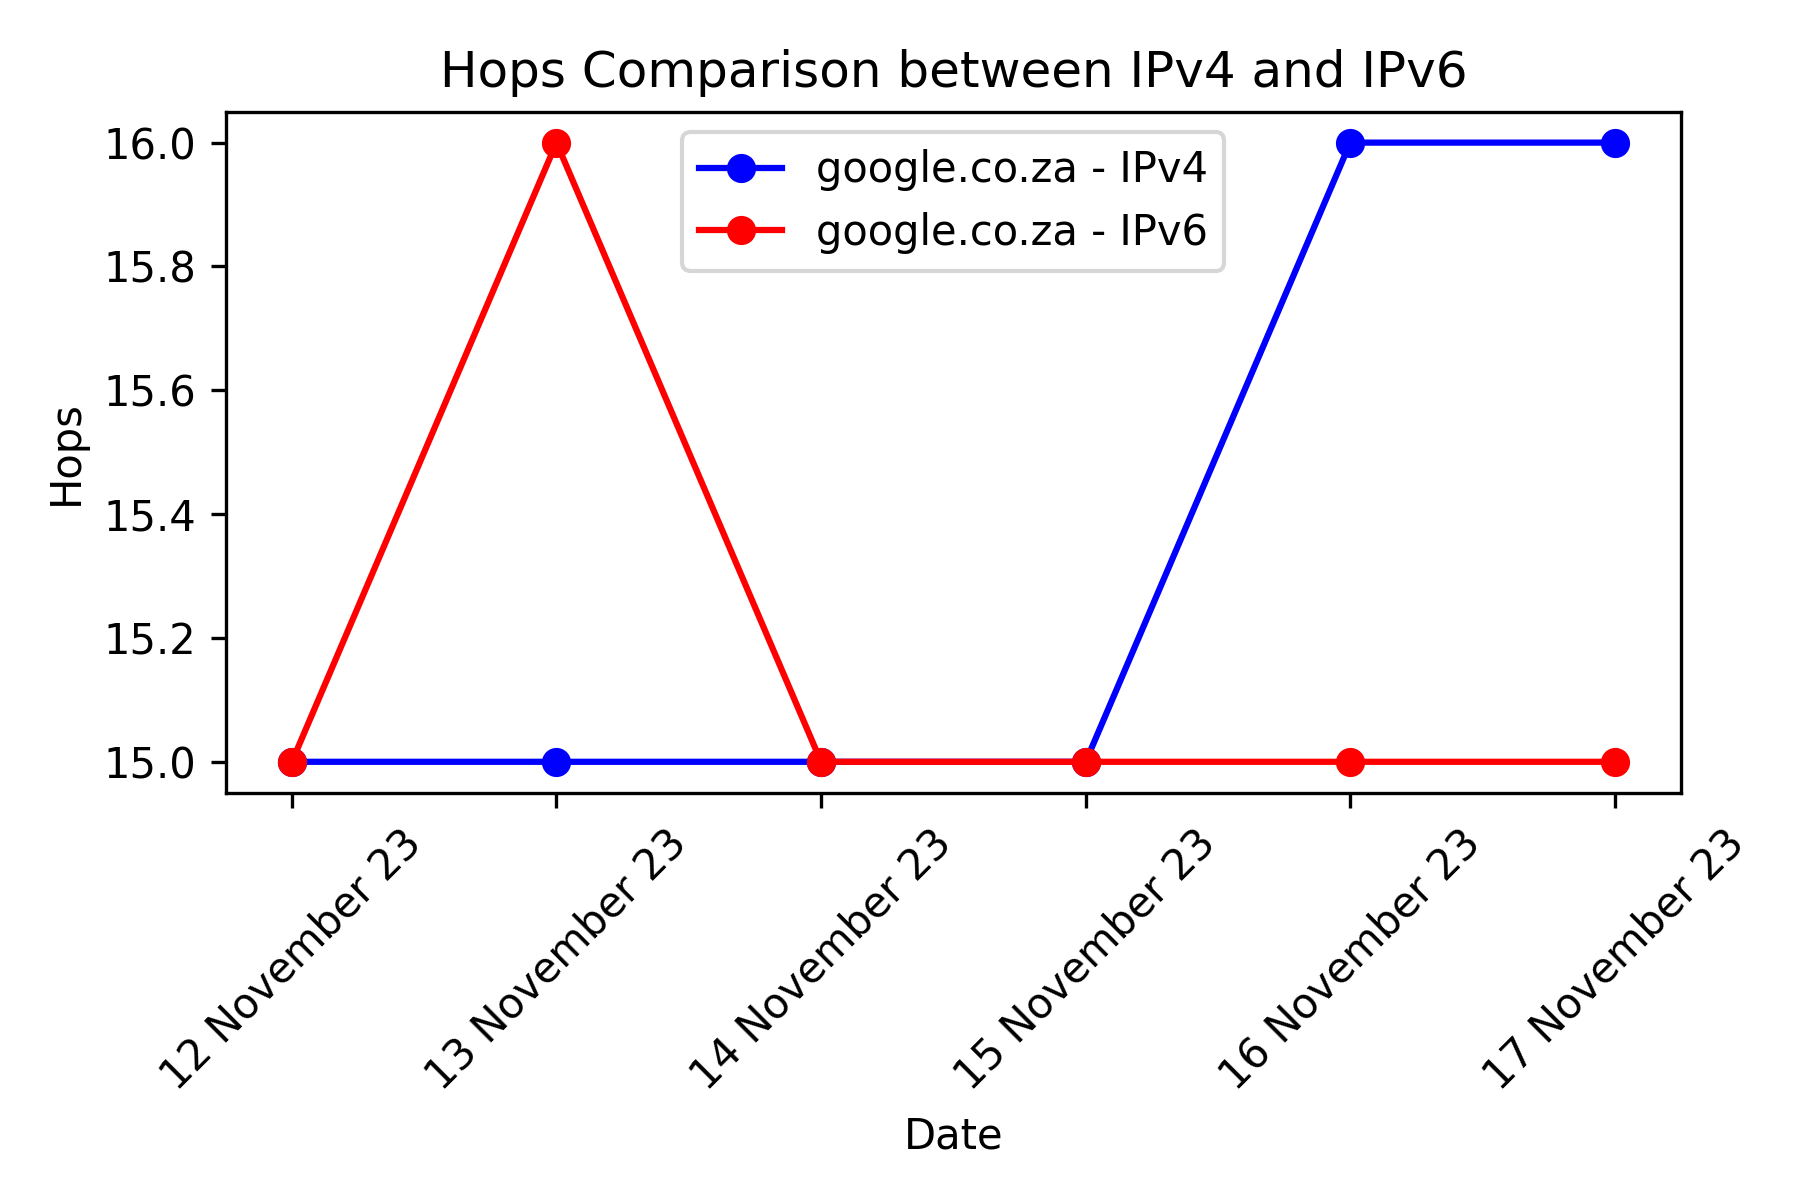 Hops Comparison between IPv4 and IPv6
google.co.za - IPv4
google.co.za - IPv6
Hops
16.0
15.8
15.6
15.4
15.2
15.0
12 November 23
13 November 23
14 November 23
15 November 23
16 November 23
17 November 23
Date